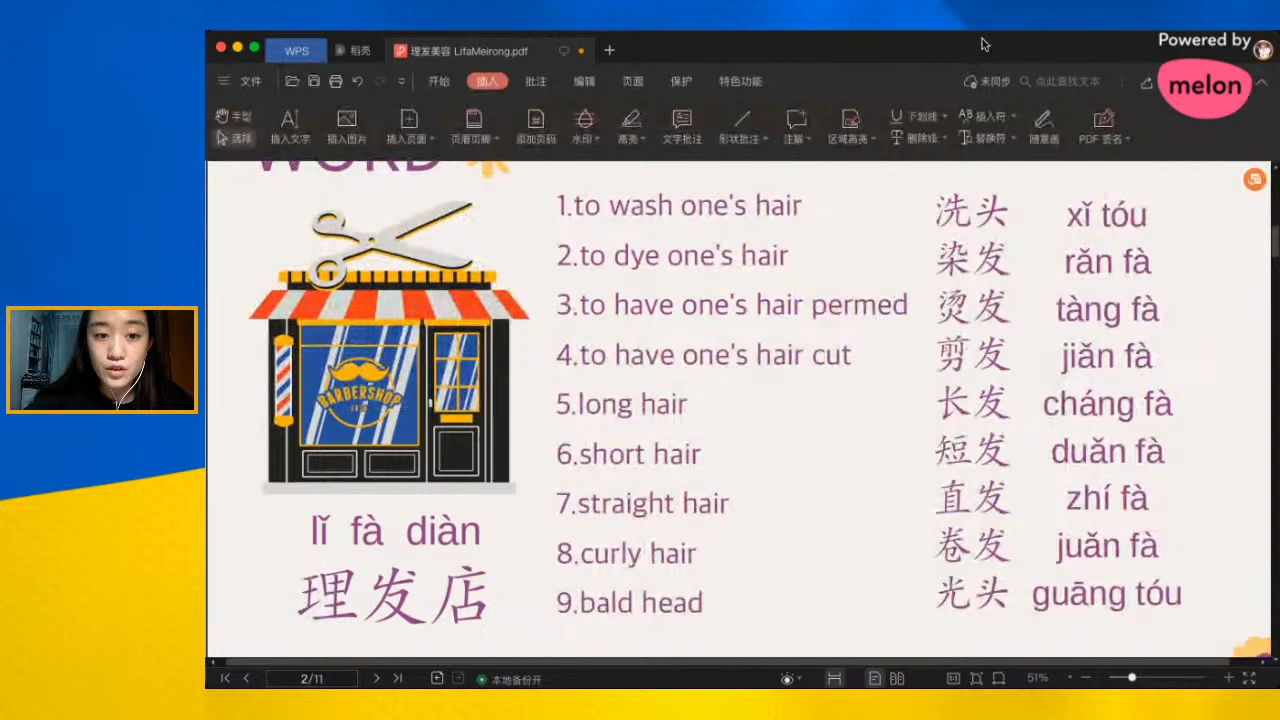 Powered by
melon
WPS
稻壳
理发美容 LifaMeirong.pdf
文件
开始
插入
批注
编辑
页面
保护
特色功能
未同步
点此查找文本
手型
选择
插入文字
插入图片
插入页面
页眉页脚
添加页码
水印
高亮
文字批注
形状批注
注解
区域高亮
下划线
删除线
插入符
替换符
随意画
PDF 签名
WORD
1.to wash one's hair 洗头 xǐ tóu
2.to dye one's hair 染发 rǎn fà
3.to have one's hair permed 烫发 tàng fà
4.to have one's hair cut 剪发 jiǎn fà
5.long hair 长发 cháng fà
6.short hair 短发 duǎn fà
7.straight hair 直发 zhí fà
8.curly hair 卷发 juǎn fà
9.bald head 光头 guāng tóu
BARBERSHOP
lǐ fà diàn
理发店
2/11
本地备份开
51%